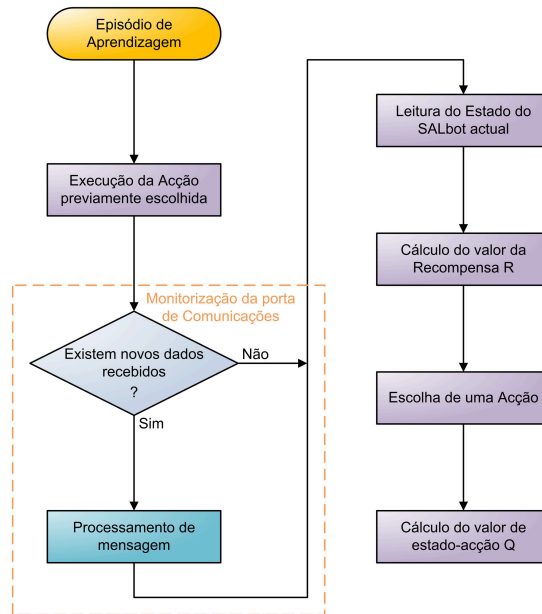 Episódio de
Aprendizagem
Execução da Acção
previamente escolhida
Monitorização da porta
de Comunicações
Existem novos dados
recebidos
?
Não
Sim
Processamento de
mensagem
Leitura do Estado do
SALbot actual
Cálculo do valor da
Recompensa R
Escolha de uma Acção
Cálculo do valor de
estado-acção Q